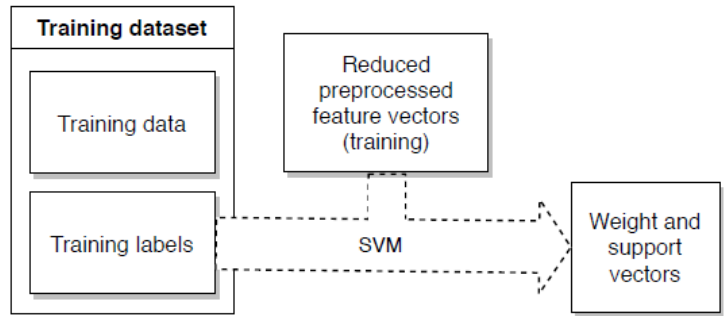 Training dataset
Training data
Training labels
Reduced
preprocessed
feature vectors
(training)
SVM
Weight and
support
vectors